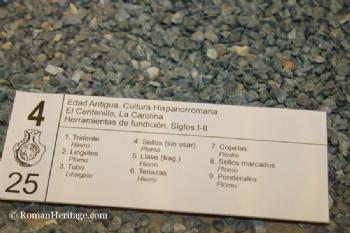 4
25
Edad Antigua. Cultura Hispanorromana
El Centenillo, La Carolina
Herramientas de fundición. Siglos I-II
1. Tridente
Hierro
2. Lingotes
Plomo
3. Tubo
Litargirio
4. Sellos (sin usar)
Plomo
5. Llave (frag.)
Hierro
6. Tenazas
Hierro
7. Copelas
Piedra
8. Sellos marcados
Plomo
9. Ponderales
Plomo
© RomanHeritage.com